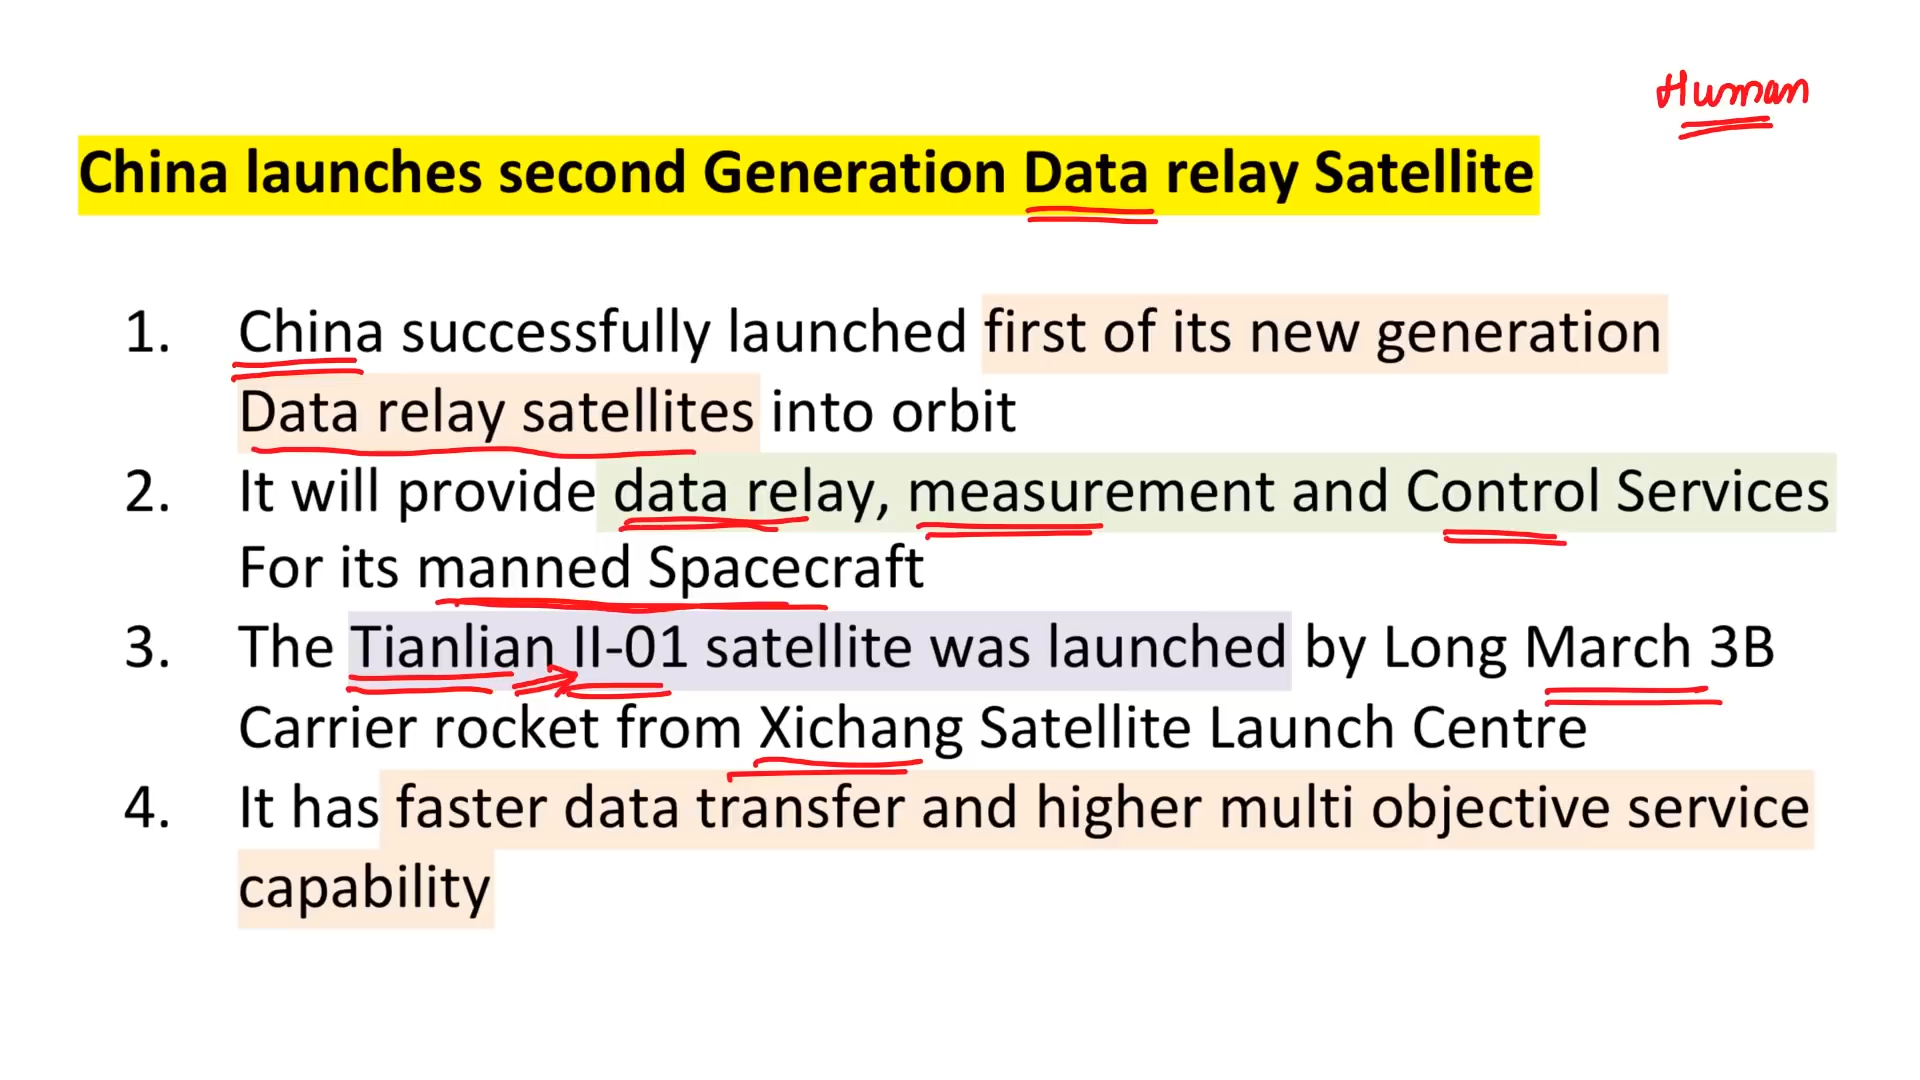 Human
China launches second Generation Data relay Satellite
1. China successfully launched first of its new generation
Data relay satellites into orbit
2. It will provide data relay, measurement and Control Services
For its manned Spacecraft
3. The Tianlian II-01 satellite was launched by Long March 3B
Carrier rocket from Xichang Satellite Launch Centre
4. It has faster data transfer and higher multi objective service
capability